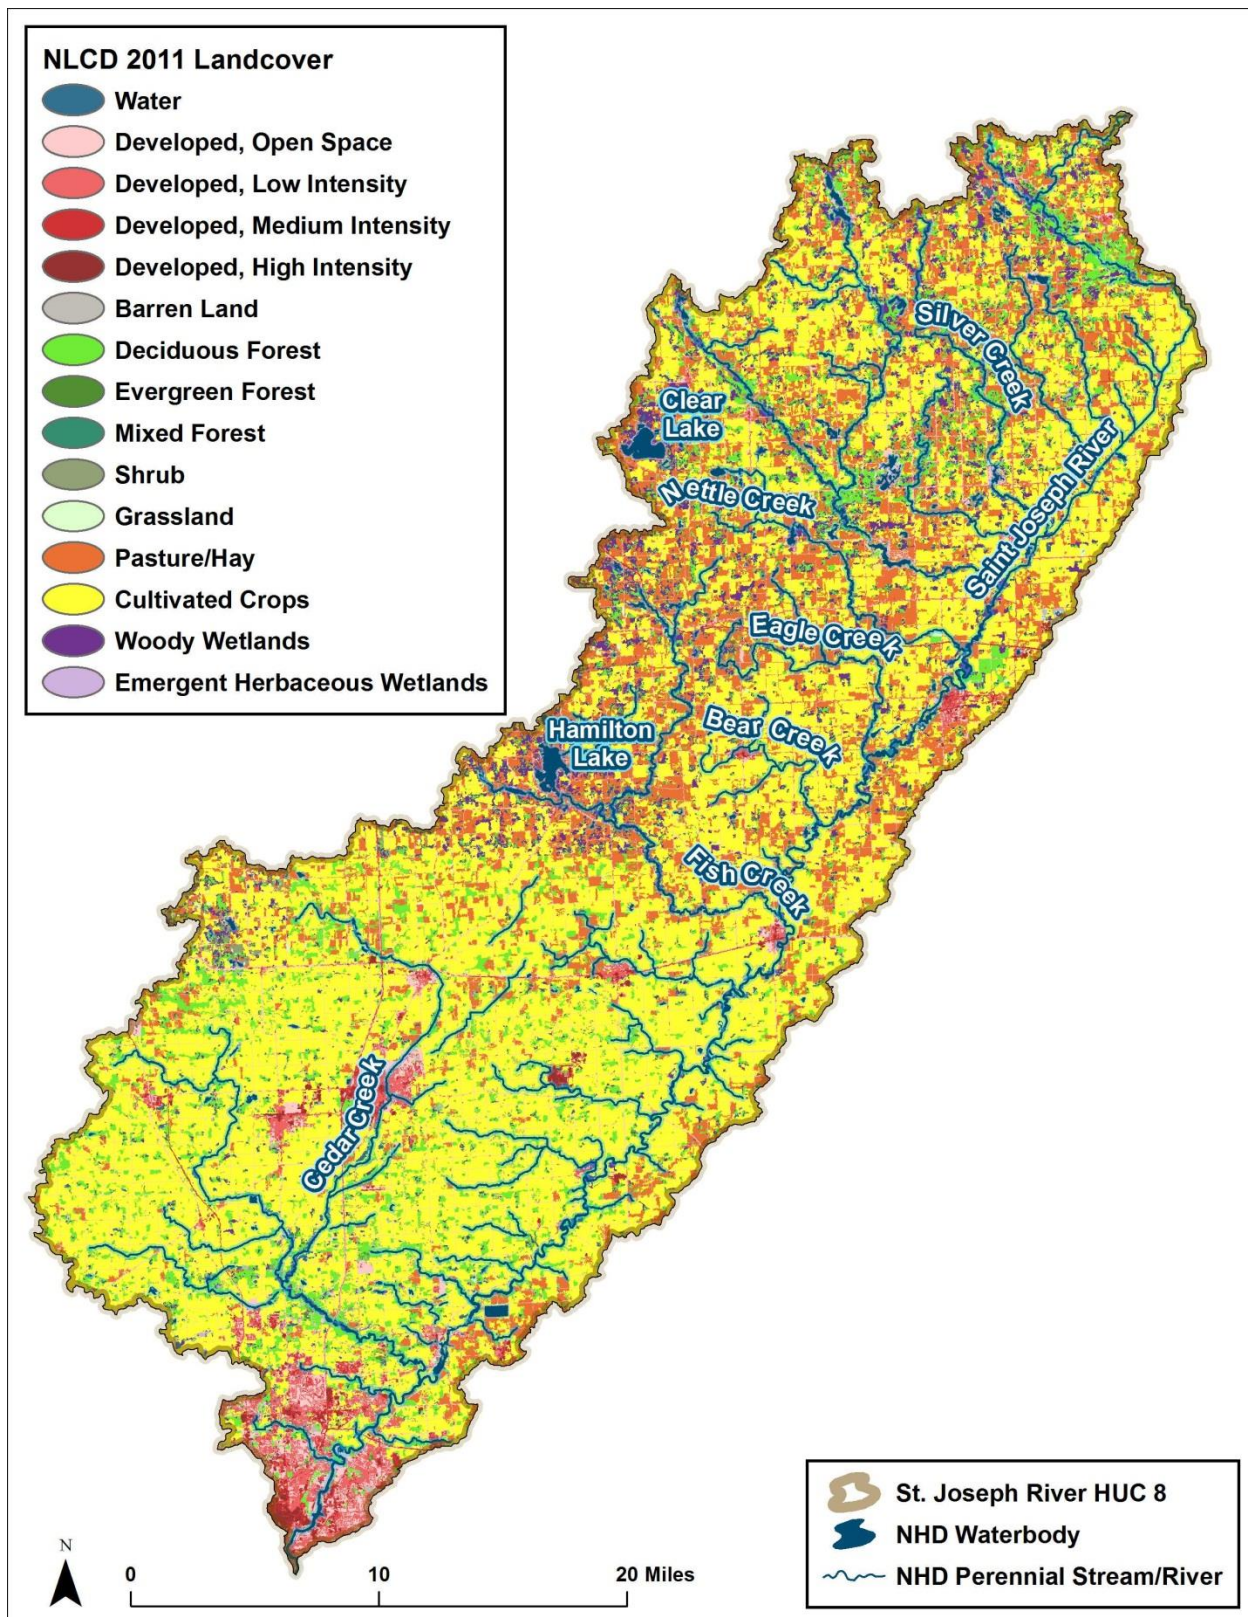 NLCD 2011 Landcover
Water
Developed, Open Space
Developed, Low Intensity
Developed, Medium Intensity
Developed, High Intensity
Barren Land
Deciduous Forest
Evergreen Forest
Mixed Forest
Shrub
Grassland
Pasture/Hay
Cultivated Crops
Woody Wetlands
Emergent Herbaceous Wetlands
Silver Creek
Clear
Lake
Nettle Creek
Saint Joseph River
Eagle Creek
Bear Creek
Hamilton
Lake
Fish Creek
Cedar Creek
St. Joseph River HUC 8
NHD Waterbody
NHD Perennial Stream/River
N
0 10 20 Miles